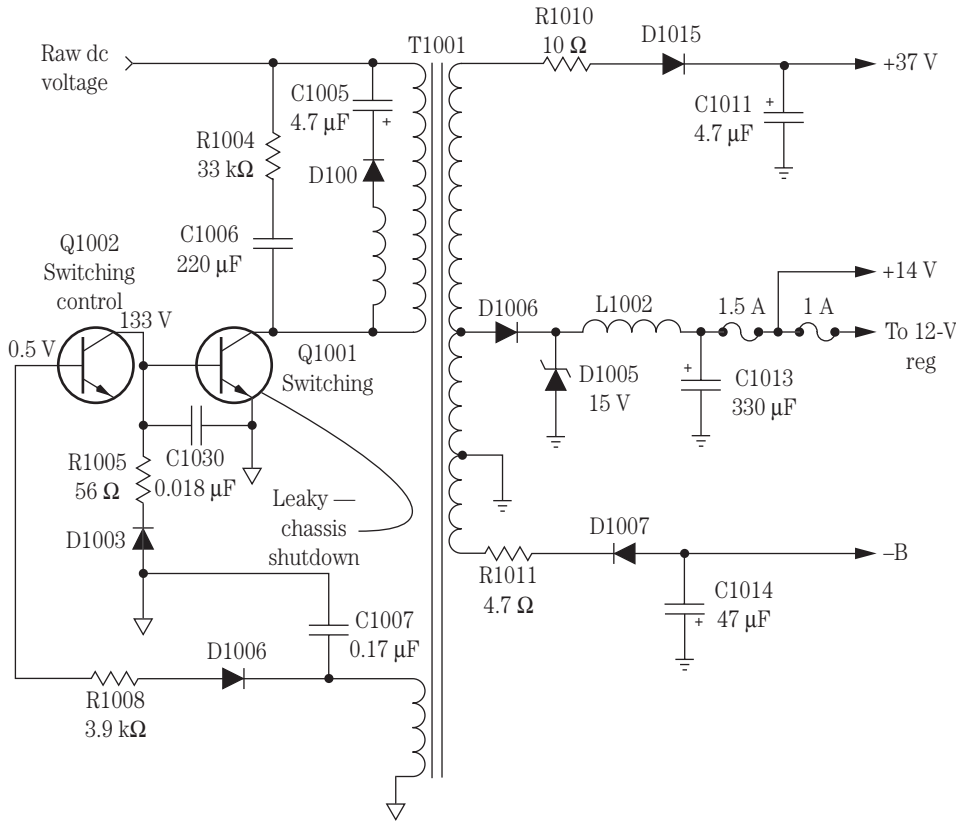 Raw dc
voltage
T1001
R1010
10 Ω
D1015
+37 V
C1005
4.7 µF
+
R1004
33 kΩ
D100
C1011
4.7 µF
+
C1006
220 µF
Q1002
Switching
control
133 V
0.5 V
Q1001
Switching
D1006
L1002
1.5 A
1 A
+14 V
To 12-V
reg
D1005
15 V
+
C1013
330 µF
R1005
56 Ω
C1030
0.018 µF
Leaky —
chassis
shutdown
D1003
C1007
0.17 µF
D1006
R1008
3.9 kΩ
R1011
4.7 Ω
D1007
–B
C1014
47 µF
+